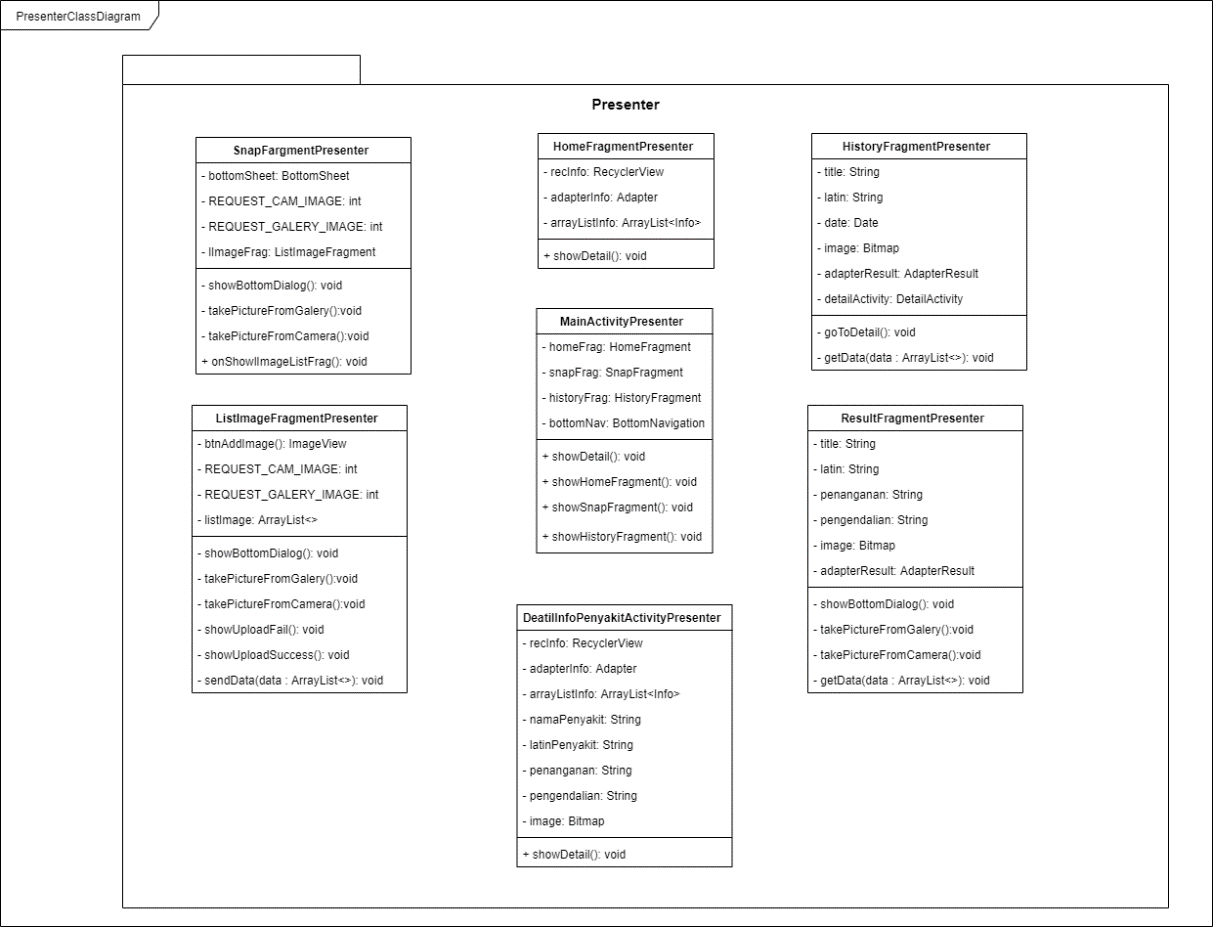 PresenterClassDiagram
Presenter
SnapFargmentPresenter
- bottomSheet: BottomSheet
- REQUEST_CAM_IMAGE: int
- REQUEST_GALERY_IMAGE: int
- lImageFrag: ListImageFragment
- showBottomDialog(): void
- takePictureFromGalery():void
- takePictureFromCamera():void
+ onShowlImageListFrag(): void
HomeFragmentPresenter
- recInfo: RecyclerView
- adapterInfo: Adapter
- arrayListInfo: ArrayList<Info>
+ showDetail(): void
HistoryFragmentPresenter
- title: String
- latin: String
- date: Date
- image: Bitmap
- adapterResult: AdapterResult
- detailActivity: DetailActivity
- goToDetail(): void
- getData(data : ArrayList<>): void
MainActivityPresenter
- homeFrag: HomeFragment
- snapFrag: SnapFragment
- historyFrag: HistoryFragment
- bottomNav: BottomNavigation
+ showDetail(): void
+ showHomeFragment(): void
+ showSnapFragment(): void
+ showHistoryFragment(): void
ListImageFragmentPresenter
- btnAddImage(): ImageView
- REQUEST_CAM_IMAGE: int
- REQUEST_GALERY_IMAGE: int
- listImage: ArrayList<>
- showBottomDialog(): void
- takePictureFromGalery():void
- takePictureFromCamera():void
- showUploadFail(): void
- showUploadSuccess(): void
- sendData(data : ArrayList<>): void
ResultFragmentPresenter
- title: String
- latin: String
- penanganan: String
- pengendalian: String
- image: Bitmap
- adapterResult: AdapterResult
- showBottomDialog(): void
- takePictureFromGalery():void
- takePictureFromCamera():void
- getData(data : ArrayList<>): void
DeatilInfoPenyakitActivityPresenter
- recInfo: RecyclerView
- adapterInfo: Adapter
- arrayListInfo: ArrayList<Info>
- namaPenyakit: String
- latinPenyakit: String
- penanganan: String
- pengendalian: String
- image: Bitmap
+ showDetail(): void